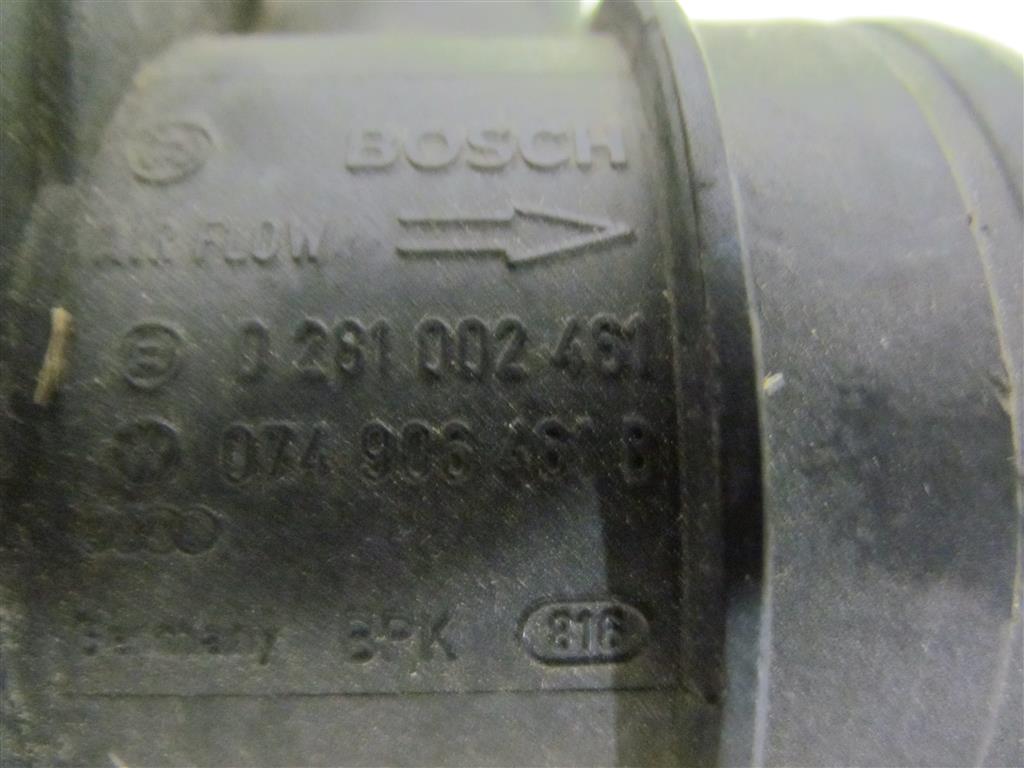 BOSCH
AIR FLOW
0 281 002 461
074 906 461 B
Germany BPK 816